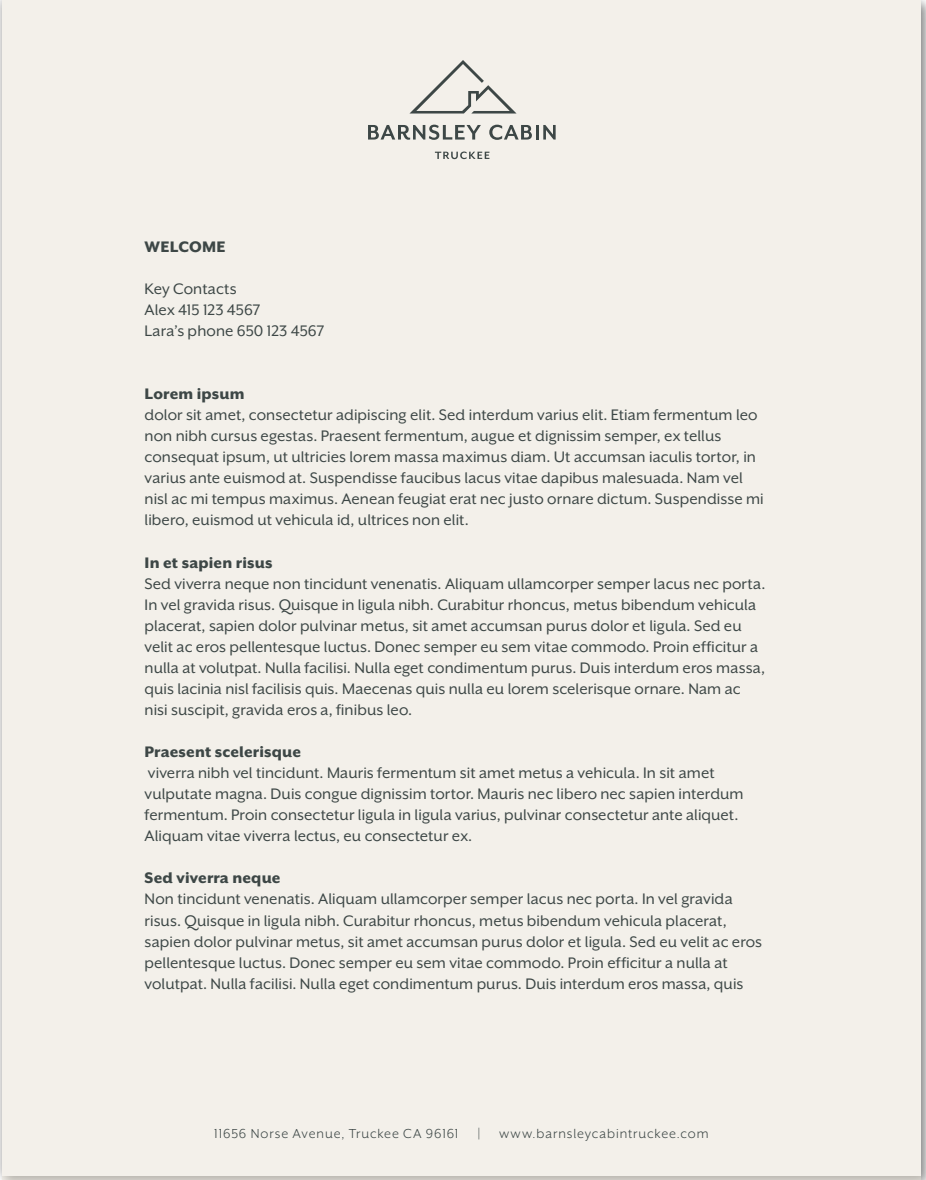 BARNSLEY CABIN
TRUCKEE
WELCOME
Key Contacts
Alex 415 123 4567
Lara’s phone 650 123 4567
Lorem ipsum
dolor sit amet, consectetur adipiscing elit. Sed interdum varius elit. Etiam fermentum leo
non nibh cursus egestas. Praesent fermentum, augue et dignissim semper, ex tellus
consequat ipsum, ut ultricies lorem massa maximus diam. Ut accumsan iaculis tortor, in
varius ante euismod at. Suspendisse faucibus lacus vitae dapibus malesuada. Nam vel
nisl ac mi tempus maximus. Aenean feugiat erat nec justo ornare dictum. Suspendisse mi
libero, euismod ut vehicula id, ultrices non elit.
In et sapien risus
Sed viverra neque non tincidunt venenatis. Aliquam ullamcorper semper lacus nec porta.
In vel gravida risus. Quisque in ligula nibh. Curabitur rhoncus, metus bibendum vehicula
placerat, sapien dolor pulvinar metus, sit amet accumsan purus dolor et ligula. Sed eu
velit ac eros pellentesque luctus. Donec semper eu sem vitae commodo. Proin efficitur a
nulla at volutpat. Nulla facilisi. Nulla eget condimentum purus. Duis interdum eros massa,
quis lacinia nisl facilisis quis. Maecenas quis nulla eu lorem scelerisque ornare. Nam ac
nisi suscipit, gravida eros a, finibus leo.
Praesent scelerisque
viverra nibh vel tincidunt. Mauris fermentum sit amet metus a vehicula. In sit amet
vulputate magna. Duis congue dignissim tortor. Mauris nec libero nec sapien interdum
fermentum. Proin consectetur ligula in ligula varius, pulvinar consectetur ante aliquet.
Aliquam vitae viverra lectus, eu consectetur ex.
Sed viverra neque
Non tincidunt venenatis. Aliquam ullamcorper semper lacus nec porta. In vel gravida
risus. Quisque in ligula nibh. Curabitur rhoncus, metus bibendum vehicula placerat,
sapien dolor pulvinar metus, sit amet accumsan purus dolor et ligula. Sed eu velit ac eros
pellentesque luctus. Donec semper eu sem vitae commodo. Proin efficitur a nulla at
volutpat. Nulla facilisi. Nulla eget condimentum purus. Duis interdum eros massa, quis
11656 Norse Avenue, Truckee CA 96161 | www.barnsleycabintruckee.com